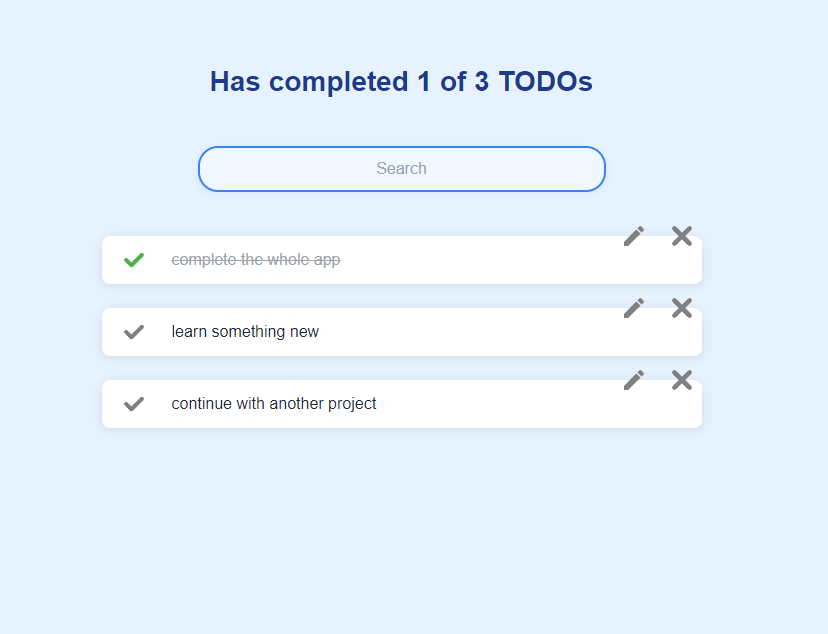 Has completed 1 of 3 TODOs
Search
complete the whole app
learn something new
continue with another project